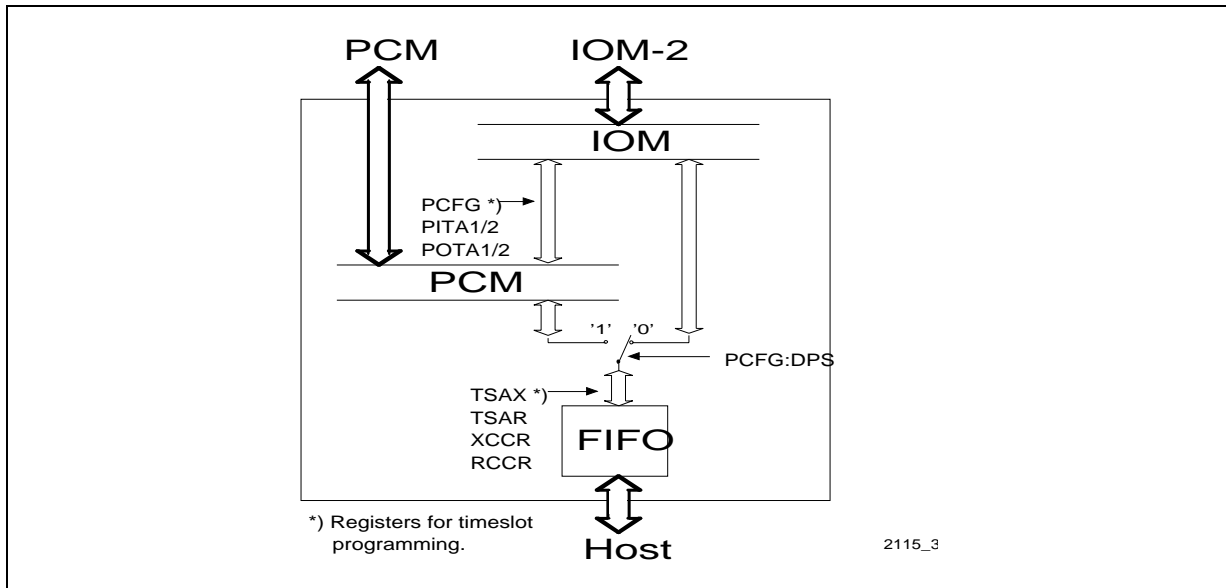 PCM
IOM-2
IOM
PCFG *)
PITA1/2
POTA1/2
PCM
'1' '0'
PCFG:DPS
TSAX *)
TSAR
XCCR
RCCR
FIFO
*) Registers for timeslot
programming.
Host
2115_3